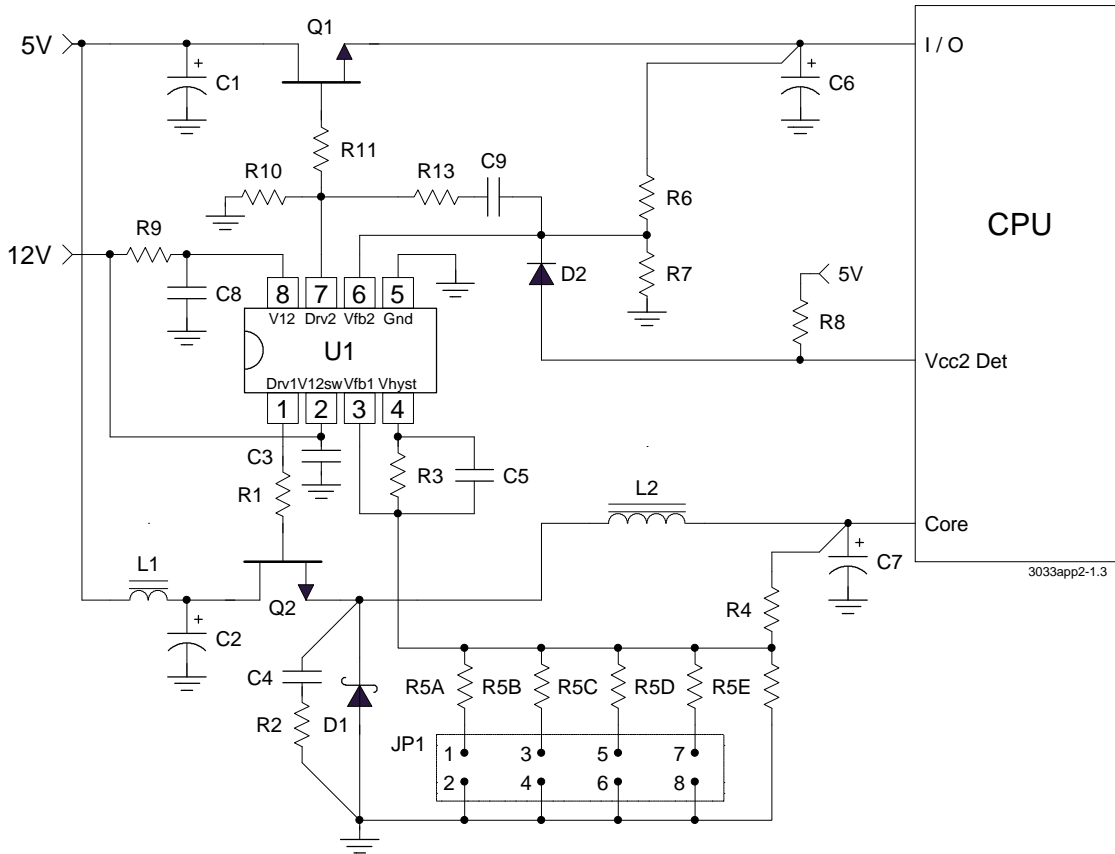 Q1
5V
I / O
+
C1
+
C6
R11
R10
R13
C9
R6
CPU
R9
12V
D2
R7
5V
C8
8 7 6 5
V12 Drv2 Vfb2 Gnd
R8
U1
Vcc2 Det
Drv1 V12sw Vfb1 Vhyst
1 2 3 4
C3
R3
C5
R1
L2
Core
+
C7
L1
3033app2-1.3
Q2
+
C2
R4
C4
R5A R5B R5C R5D R5E
R2
D1
JP1
1 3 5 7
2 4 6 8